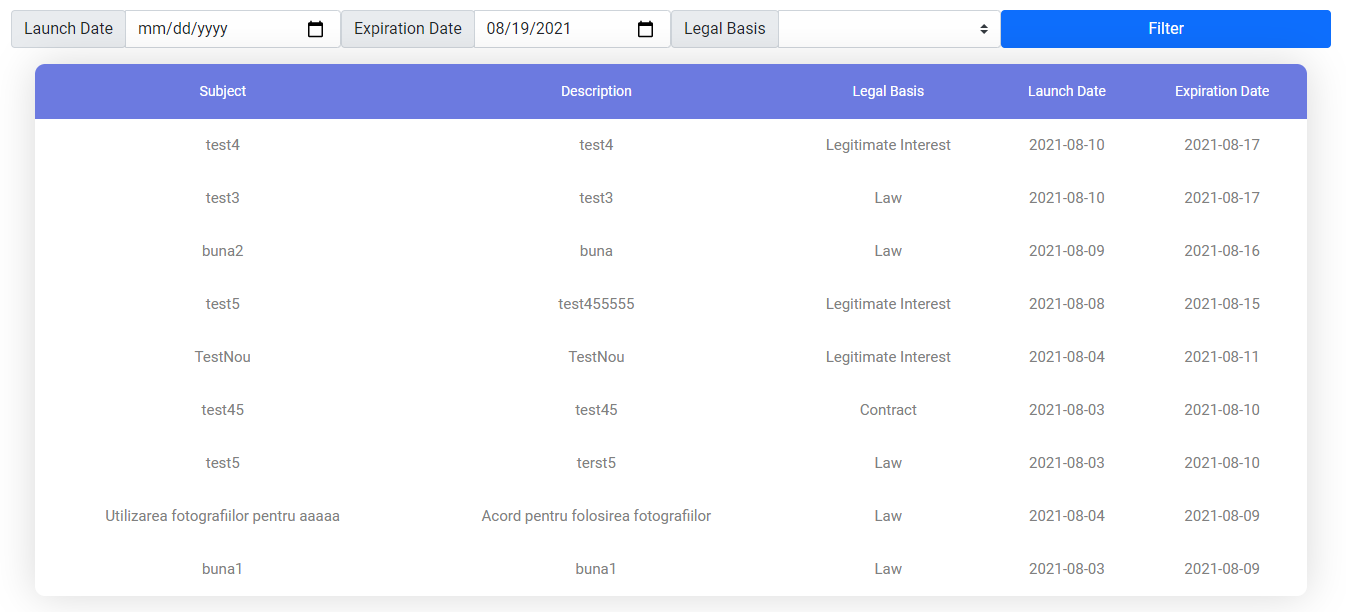 Launch Date mm/dd/yyyy Expiration Date 08/19/2021 Legal Basis Filter
Subject Description Legal Basis Launch Date Expiration Date
test4 test4 Legitimate Interest 2021-08-10 2021-08-17
test3 test3 Law 2021-08-10 2021-08-17
buna2 buna Law 2021-08-09 2021-08-16
test5 test455555 Legitimate Interest 2021-08-08 2021-08-15
TestNou TestNou Legitimate Interest 2021-08-04 2021-08-11
test45 test45 Contract 2021-08-03 2021-08-10
test5 terst5 Law 2021-08-03 2021-08-10
Utilizarea fotografiilor pentru aaaaa Acord pentru folosirea fotografiilor Law 2021-08-04 2021-08-09
buna1 buna1 Law 2021-08-03 2021-08-09